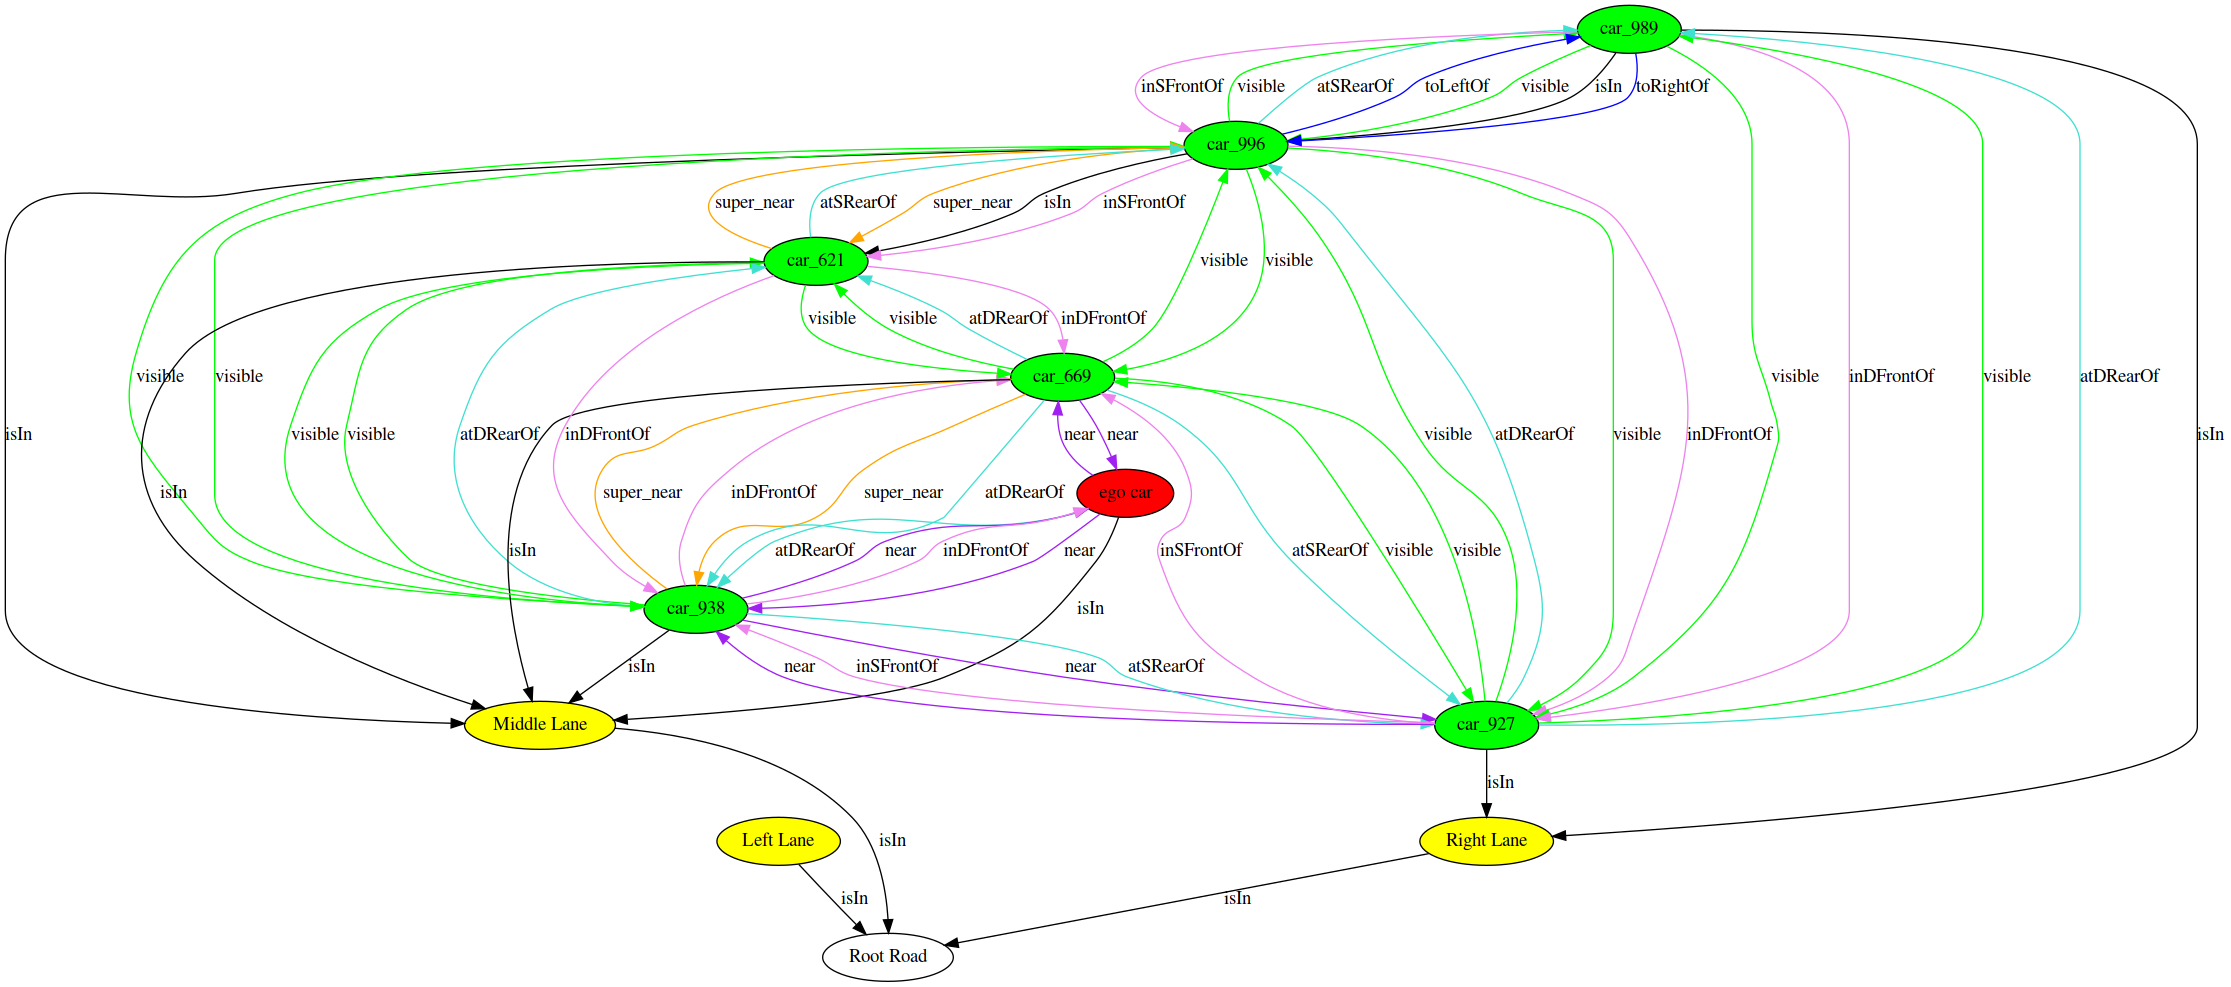 car_989
inSFrontOf visible atSRearOf toLeftOf visible isIn toRightOf
car_996
super_near atSRearOf super_near isIn inSFrontOf
car_621
visible visible atDRearOf inDFrontOf visible visible
car_669
visible visible visible inDFrontOf visible atDRearOf
isIn visible visible atDRearOf inDFrontOf near near visible atDRearOf visible inDFrontOf isIn
isIn super_near inDFrontOf super_near atDRearOf ego car
isIn atDRearOf near inDFrontOf near inSFrontOf atSRearOf visible visible
car_938 isIn
isIn near inSFrontOf near atSRearOf
Middle Lane car_927
isIn
Left Lane isIn Right Lane
isIn isIn
Root Road